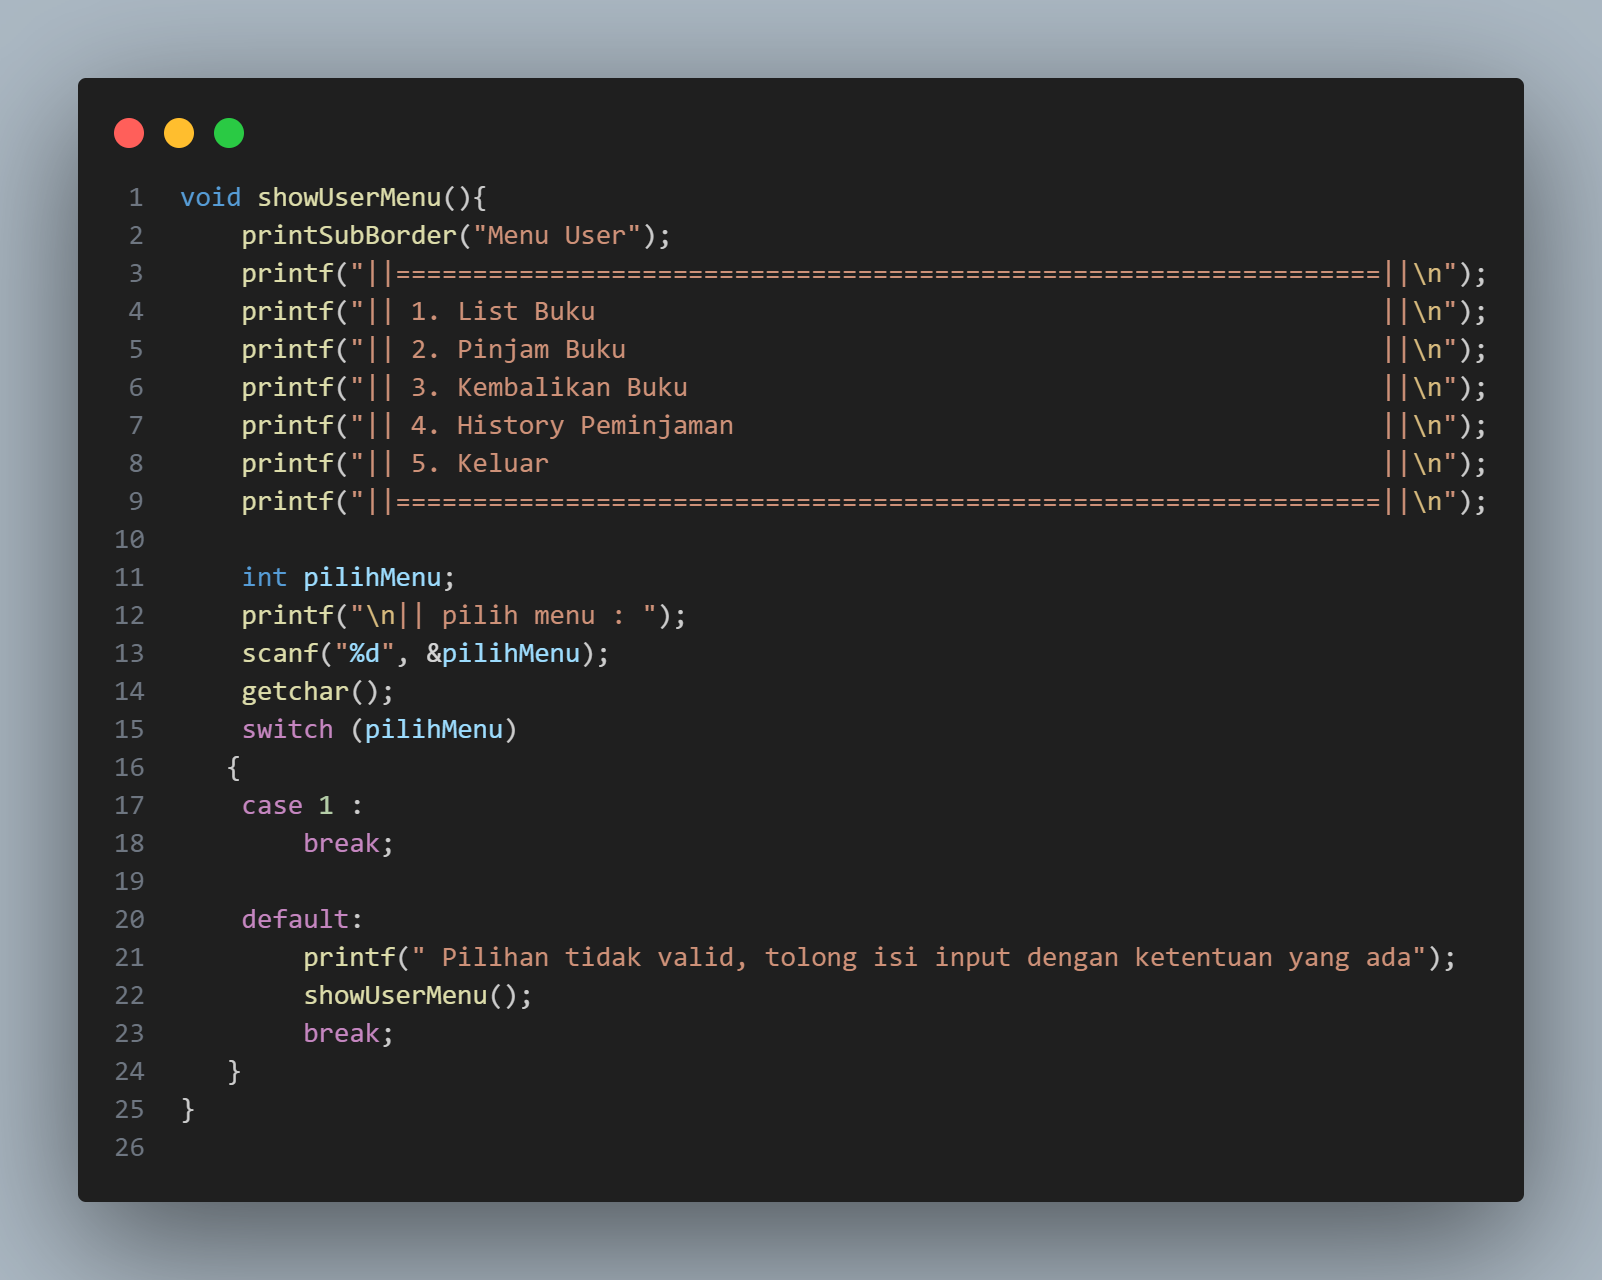 1 void showUserMenu(){
2     printSubBorder("Menu User");
3     printf("||================================================================||\n");
4     printf("|| 1. List Buku                                                   ||\n");
5     printf("|| 2. Pinjam Buku                                                 ||\n");
6     printf("|| 3. Kembalikan Buku                                             ||\n");
7     printf("|| 4. History Peminjaman                                          ||\n");
8     printf("|| 5. Keluar                                                      ||\n");
9     printf("||================================================================||\n");
10
11     int pilihMenu;
12     printf("\n|| pilih menu : ");
13     scanf("%d", &pilihMenu);
14     getchar();
15     switch (pilihMenu)
16    {
17     case 1 :
18         break;
19
20     default:
21         printf(" Pilihan tidak valid, tolong isi input dengan ketentuan yang ada");
22         showUserMenu();
23         break;
24    }
25 }
26